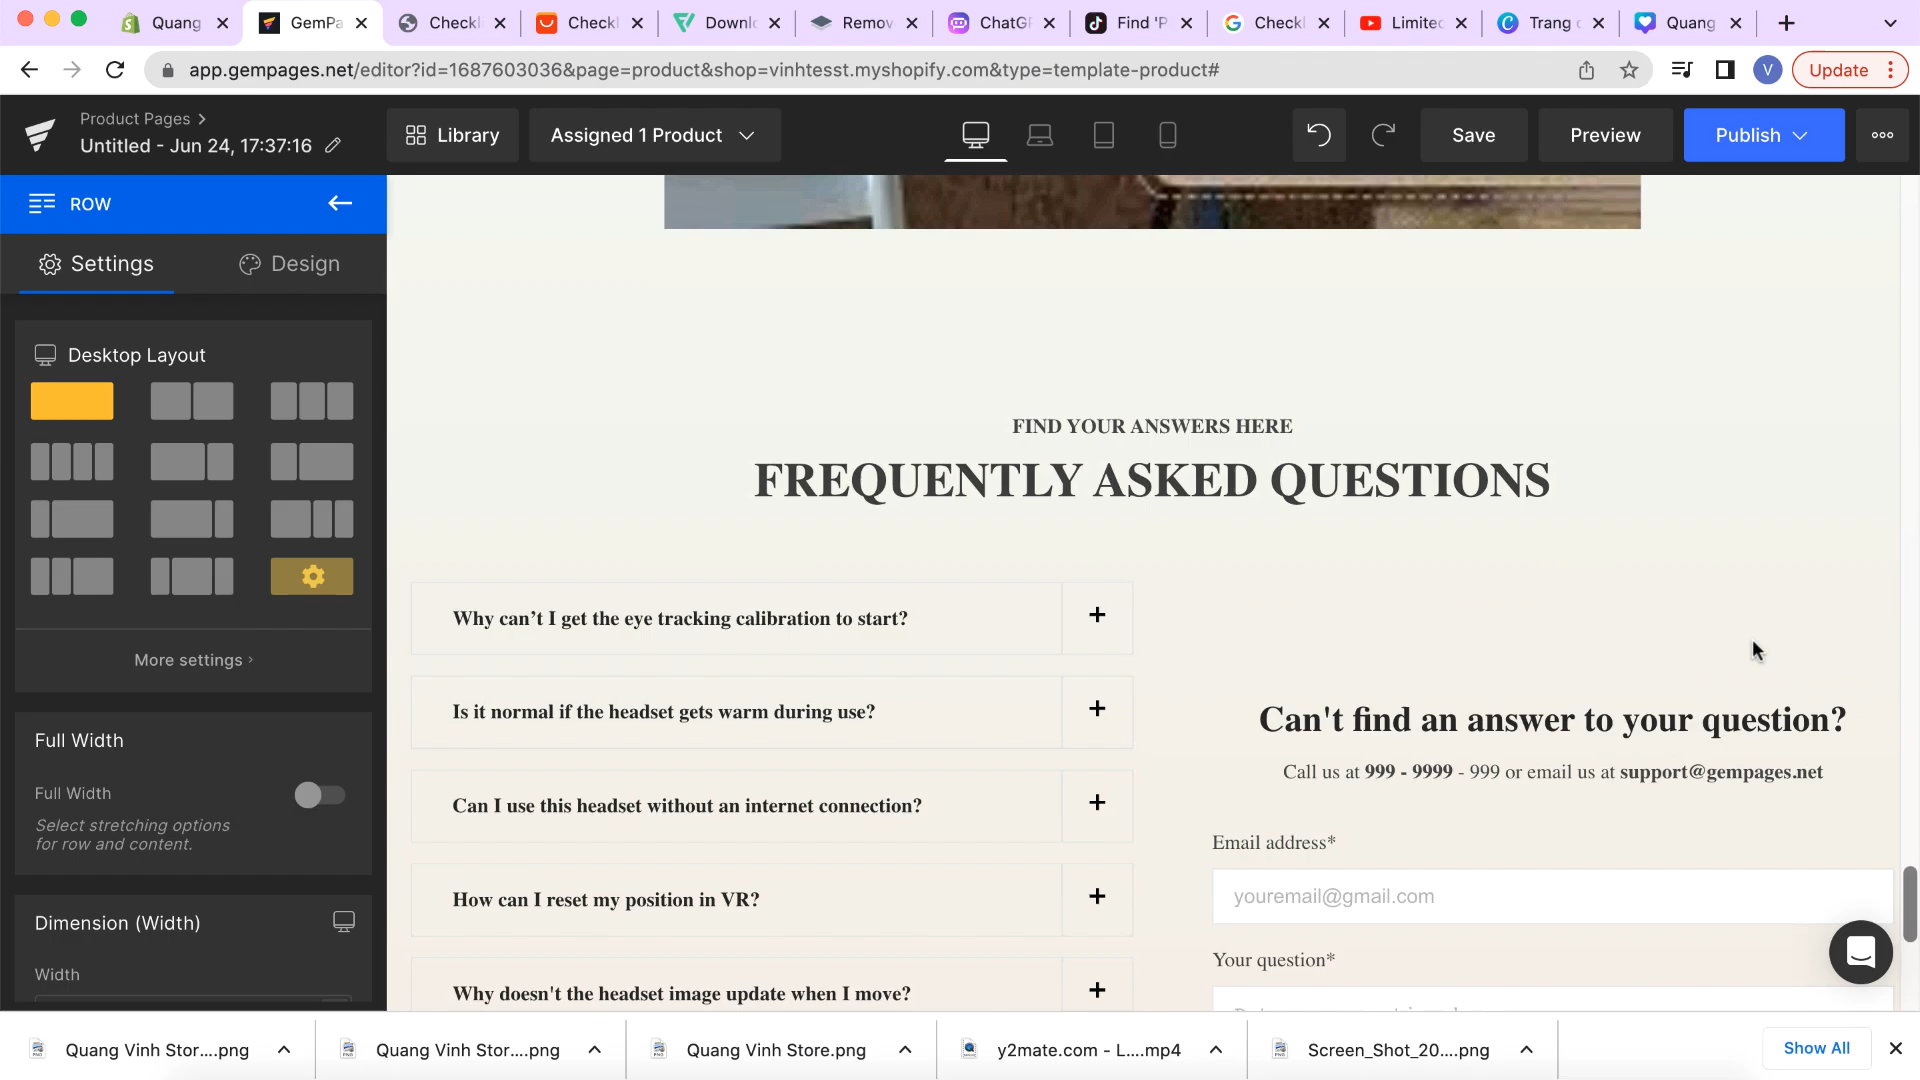 Quang
GemPa
Checkl
Checkl
Downl
Remov
ChatGF
Find 'P
Checkl
Limited
Trang
Quang
app.gempages.net/editor?id=1687603036&page=product&shop=vinhtesst.myshopify.com&type=template-product#
V
Update
Product Pages
Untitled - Jun 24, 17:37:16
Library
Assigned 1 Product
Save
Preview
Publish
ROW
Settings
Design
Desktop Layout
More settings
Full Width
Full Width
Select stretching options
for row and content.
Dimension (Width)
Width
FIND YOUR ANSWERS HERE
FREQUENTLY ASKED QUESTIONS
Why can't I get the eye tracking calibration to start?
+
Is it normal if the headset gets warm during use?
+
Can I use this headset without an internet connection?
+
How can I reset my position in VR?
+
Why doesn't the headset image update when I move?
+
Can't find an answer to your question?
Call us at 999 - 9999 - 999 or email us at support@gempages.net
Email address*
youremail@gmail.com
Your question*
Quang Vinh Stor....png
Quang Vinh Stor....png
Quang Vinh Store.png
y2mate.com - L....mp4
Screen_Shot_20....png
Show All